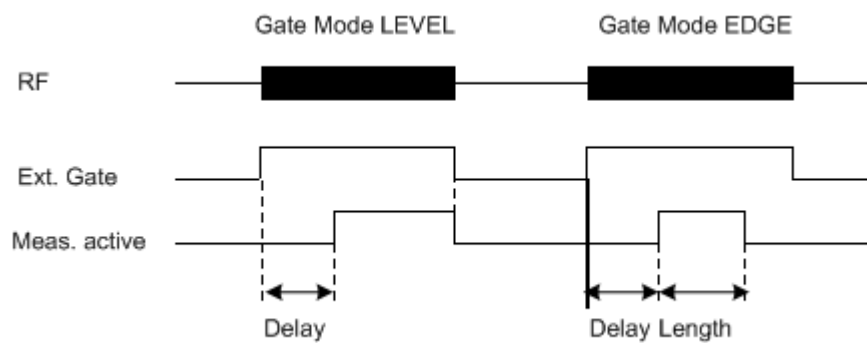 Gate Mode LEVEL Gate Mode EDGE
RF
Ext. Gate
Meas. active
Delay Delay Length